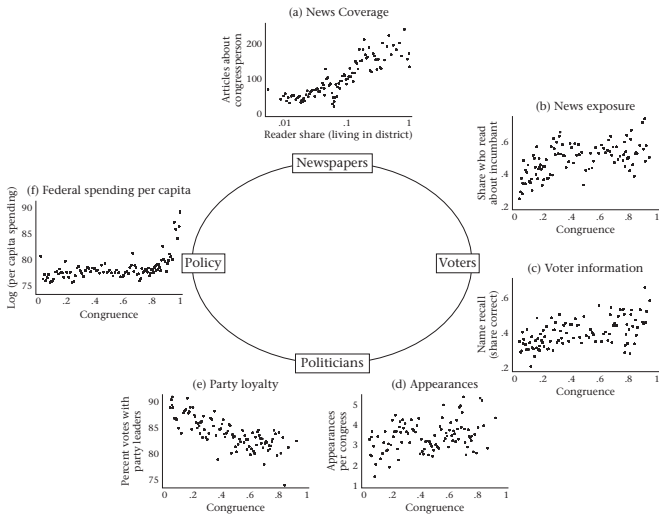 (a) News Coverage
Articles about
congressperson
200
100
0
.01 .1 1
Reader share (living in district)
Newspapers
(b) News exposure
Share who read
about incumbant
.6
.4
.2
0 .2 .4 .6 .8 1
Congruence
(f) Federal spending per capita
Log (per capita spending)
90
85
80
75
0 .2 .4 .6 .8 1
Congruence
Policy
Voters
(c) Voter information
Name recall
(share correct)
.6
.4
.2
0 .2 .4 .6 .8 1
Congruence
Politicians
(e) Party loyalty
Percent votes with
party leaders
90
85
80
75
0 .2 .4 .6 .8 1
Congruence
(d) Appearances
Appearances
per congress
5
4
3
2
1
0 .2 .4 .6 .8 1
Congruence